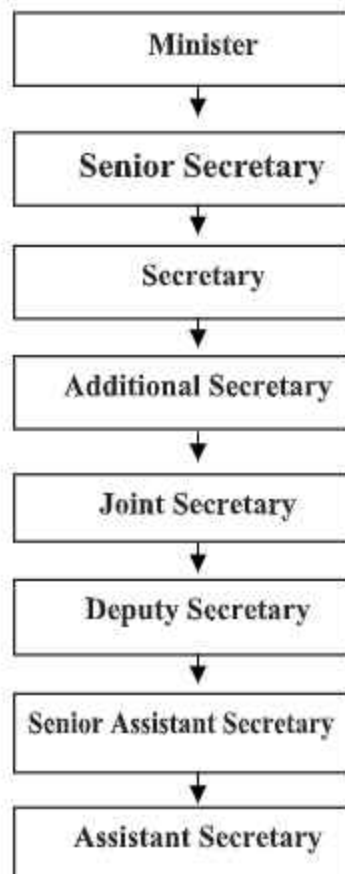 Minister
Senior Secretary
Secretary
Additional Secretary
Joint Secretary
Deputy Secretary
Senior Assistant Secretary
Assistant Secretary